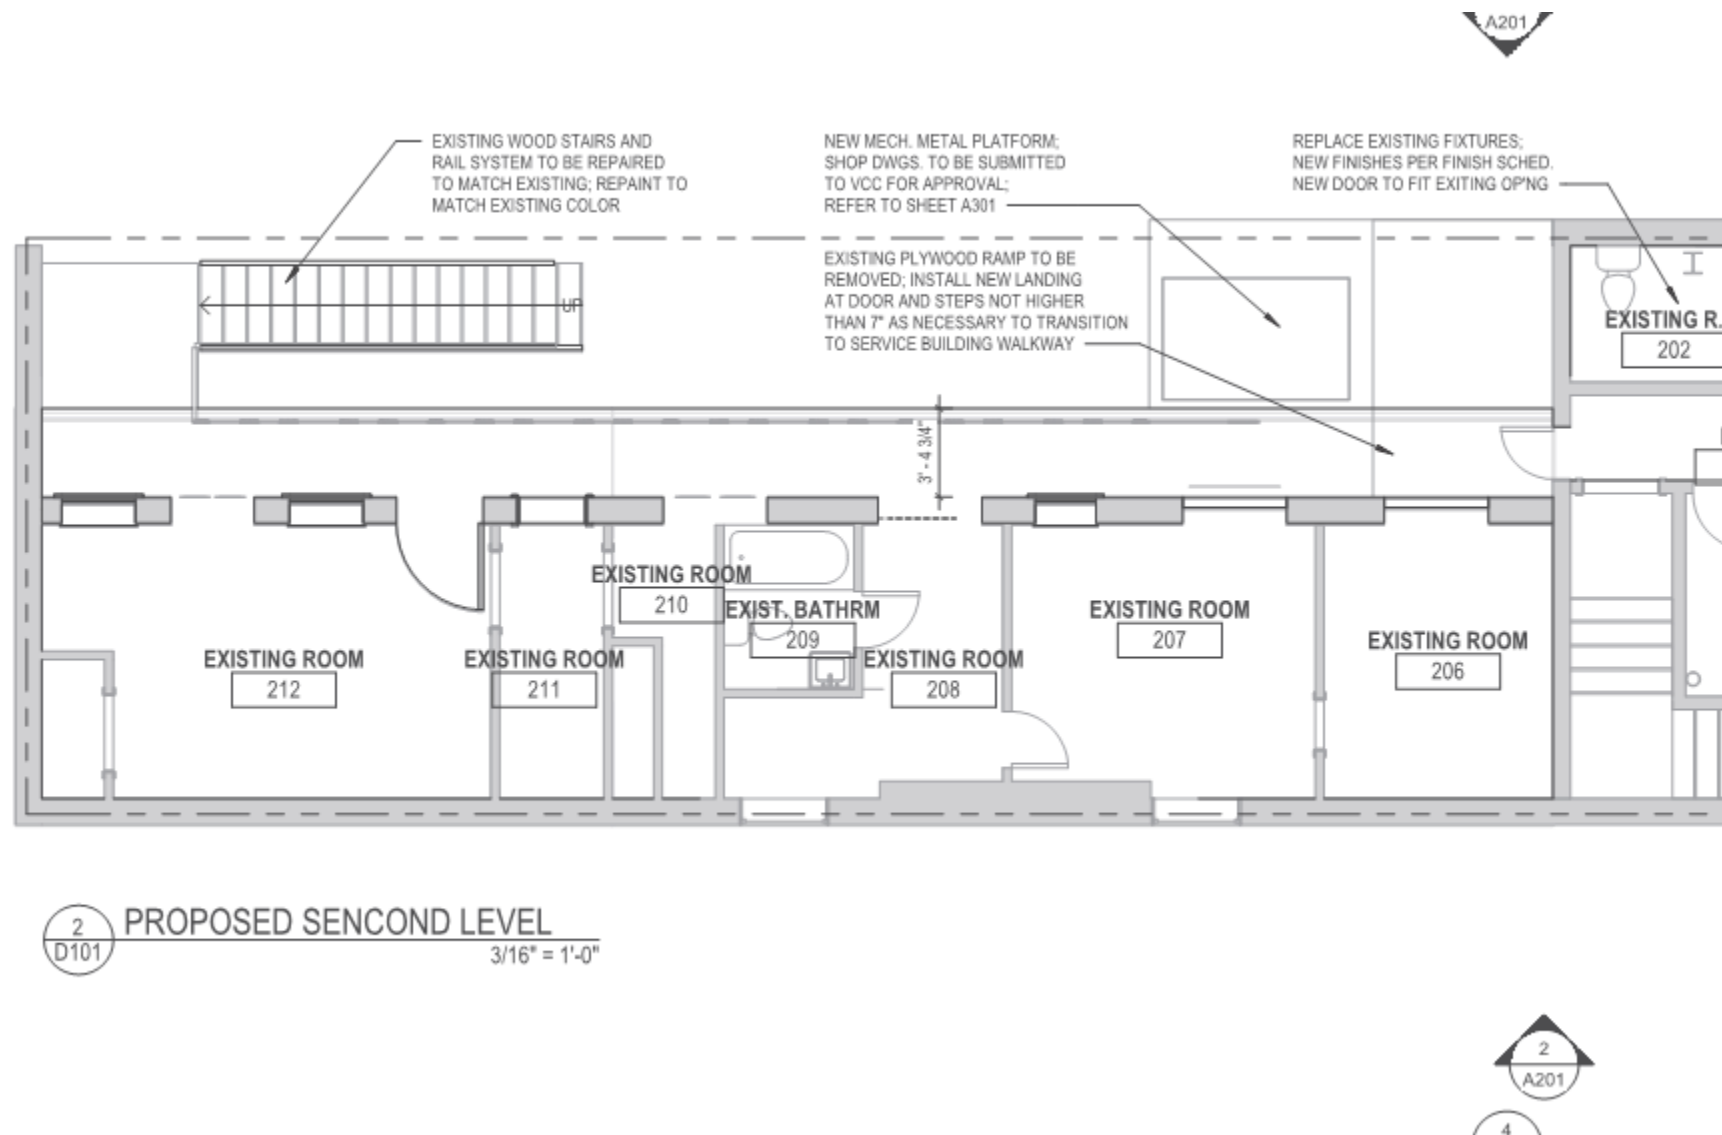 A201
EXISTING WOOD STAIRS AND
RAIL SYSTEM TO BE REPAIRED
TO MATCH EXISTING; REPAINT TO
MATCH EXISTING COLOR
NEW MECH. METAL PLATFORM;
SHOP DWGS. TO BE SUBMITTED
TO VCC FOR APPROVAL;
REFER TO SHEET A301
REPLACE EXISTING FIXTURES;
NEW FINISHES PER FINISH SCHED.
NEW DOOR TO FIT EXITING OP'NG
EXISTING PLYWOOD RAMP TO BE
REMOVED; INSTALL NEW LANDING
AT DOOR AND STEPS NOT HIGHER
THAN 7" AS NECESSARY TO TRANSITION
TO SERVICE BUILDING WALKWAY
UP
EXISTING R.
202
3' - 4 3/4"
EXISTING ROOM
210
EXIST. BATHRM
209
EXISTING ROOM
207
EXISTING ROOM
206
EXISTING ROOM
212
EXISTING ROOM
211
EXISTING ROOM
208
2
D101
PROPOSED SENCOND LEVEL
3/16" = 1'-0"
2
A201
4